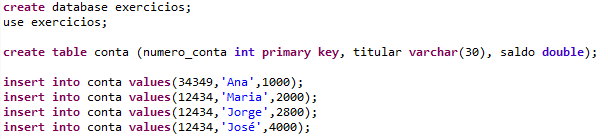 create database exercicios;
use exercicios;
create table conta (numero_conta int primary key, titular varchar(30), saldo double);
insert into conta values(34349,'Ana',1000);
insert into conta values(12434,'Maria',2000);
insert into conta values(12434,'Jorge',2800);
insert into conta values(12434,'José',4000);